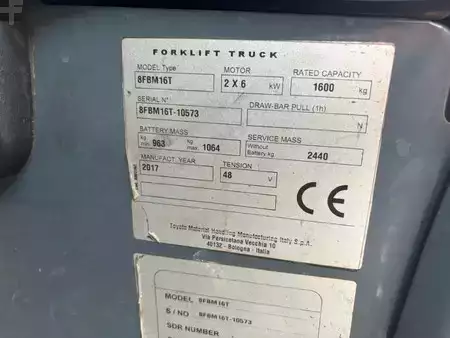 FORKLIFT TRUCK
MODEL Type MOTOR RATED CAPACITY
8FBM16T 2 X 6 kW 1600 kg
SERIAL N° DRAW-BAR PULL (1h)
8FBM16T-10573 N
BATTERY MASS SERVICE MASS
kg min 963 kg max 1064 Without Battery kg 2440
MANUFACT. YEAR TENSION
2017 48 V
CE
Toyota Material Handling Manufacturing Italy S.p.A.
Via Persicetana Vecchia 10
40132 - Bologna - Italia
MODEL 8FBM16T
S / NO 8FBM16T-10573
SDR NUMBER